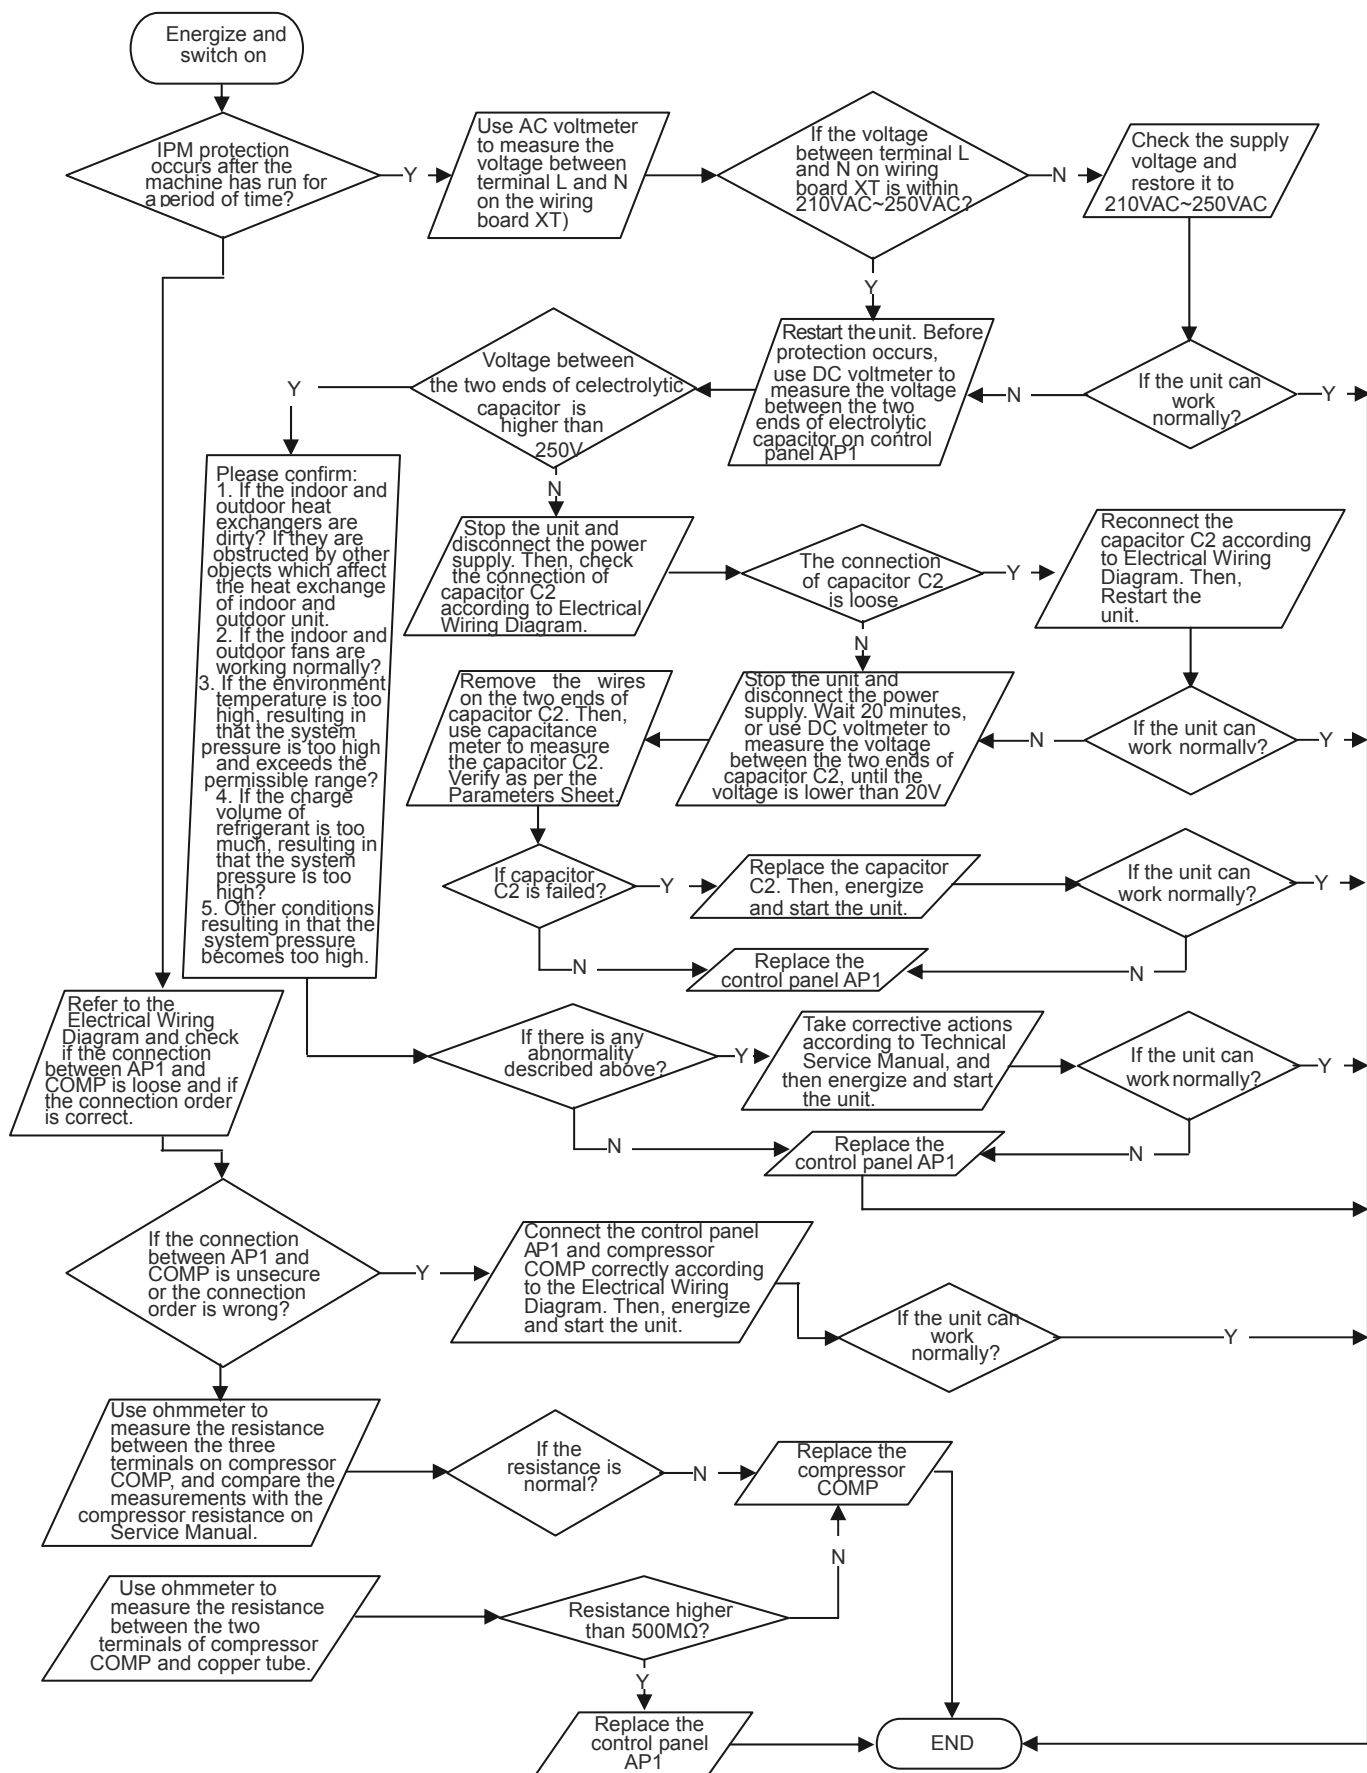 Energize and
switch on
IPM protection
occurs after the
machine has run for
a period of time?
Y
Use AC voltmeter
to measure the
voltage between
terminal L and N
on the wiring
board XT)
If the voltage
between terminal L
and N on wiring
board XT is within
210VAC~250VAC?
N
Check the supply
voltage and
restore it to
210VAC~250VAC
Y
Restart the unit. Before
protection occurs,
use DC voltmeter to
measure the voltage
between the two
ends of electrolytic
capacitor on control
panel AP1
N
If the unit can
work
normally?
Y
Voltage between
the two ends of celectrolytic
capacitor is
higher than
250V
Y
N
Please confirm:
1. If the indoor and
outdoor heat
exchangers are
dirty? If they are
obstructed by other
objects which affect
the heat exchange
of indoor and
outdoor unit.
2. If the indoor and
outdoor fans are
working normally?
3. If the environment
temperature is too
high, resulting in
that the system
pressure is too high
and exceeds the
permissible range?
4. If the charge
volume of
refrigerant is too
much, resulting in
that the system
pressure is too
high?
5. Other conditions
resulting in that the
system pressure
becomes too high.
Stop the unit and
disconnect the power
supply. Then, check
the connection of
capacitor C2
according to Electrical
Wiring Diagram.
The connection
of capacitor C2
is loose.
Y
Reconnect the
capacitor C2 according
to Electrical Wiring
Diagram. Then,
Restart the
unit.
N
Remove the wires
on the two ends of
capacitor C2. Then,
use capacitance
meter to measure
the capacitor C2.
Verify as per the
Parameters Sheet.
Stop the unit and
disconnect the power
supply. Wait 20 minutes,
or use DC voltmeter to
measure the voltage
between the two ends of
capacitor C2, until the
voltage is lower than 20V
N
If the unit can
work normally?
Y
If capacitor
C2 is failed?
Y
Replace the capacitor
C2. Then, energize
and start the unit.
If the unit can
work normally?
Y
N
Replace the
control panel AP1
N
Refer to the
Electrical Wiring
Diagram and check
if the connection
between AP1 and
COMP is loose and if
the connection order
is correct.
If there is any
abnormality
described above?
Y
Take corrective actions
according to Technical
Service Manual, and
then energize and start
the unit.
If the unit can
work normally?
Y
N
Replace the
control panel AP1
N
If the connection
between AP1 and
COMP is unsecure
or the connection
order is wrong?
Y
Connect the control panel
AP1 and compressor
COMP correctly according
to the Electrical Wiring
Diagram. Then, energize
and start the unit.
If the unit can
work
normally?
Y
Use ohmmeter to
measure the resistance
between the three
terminals on compressor
COMP, and compare the
measurements with the
compressor resistance on
Service Manual.
If the
resistance is
normal?
N
Replace the
compressor
COMP
N
Use ohmmeter to
measure the resistance
between the two
terminals of compressor
COMP and copper tube.
Resistance higher
than 500MΩ?
Y
Replace the
control panel
AP1
END